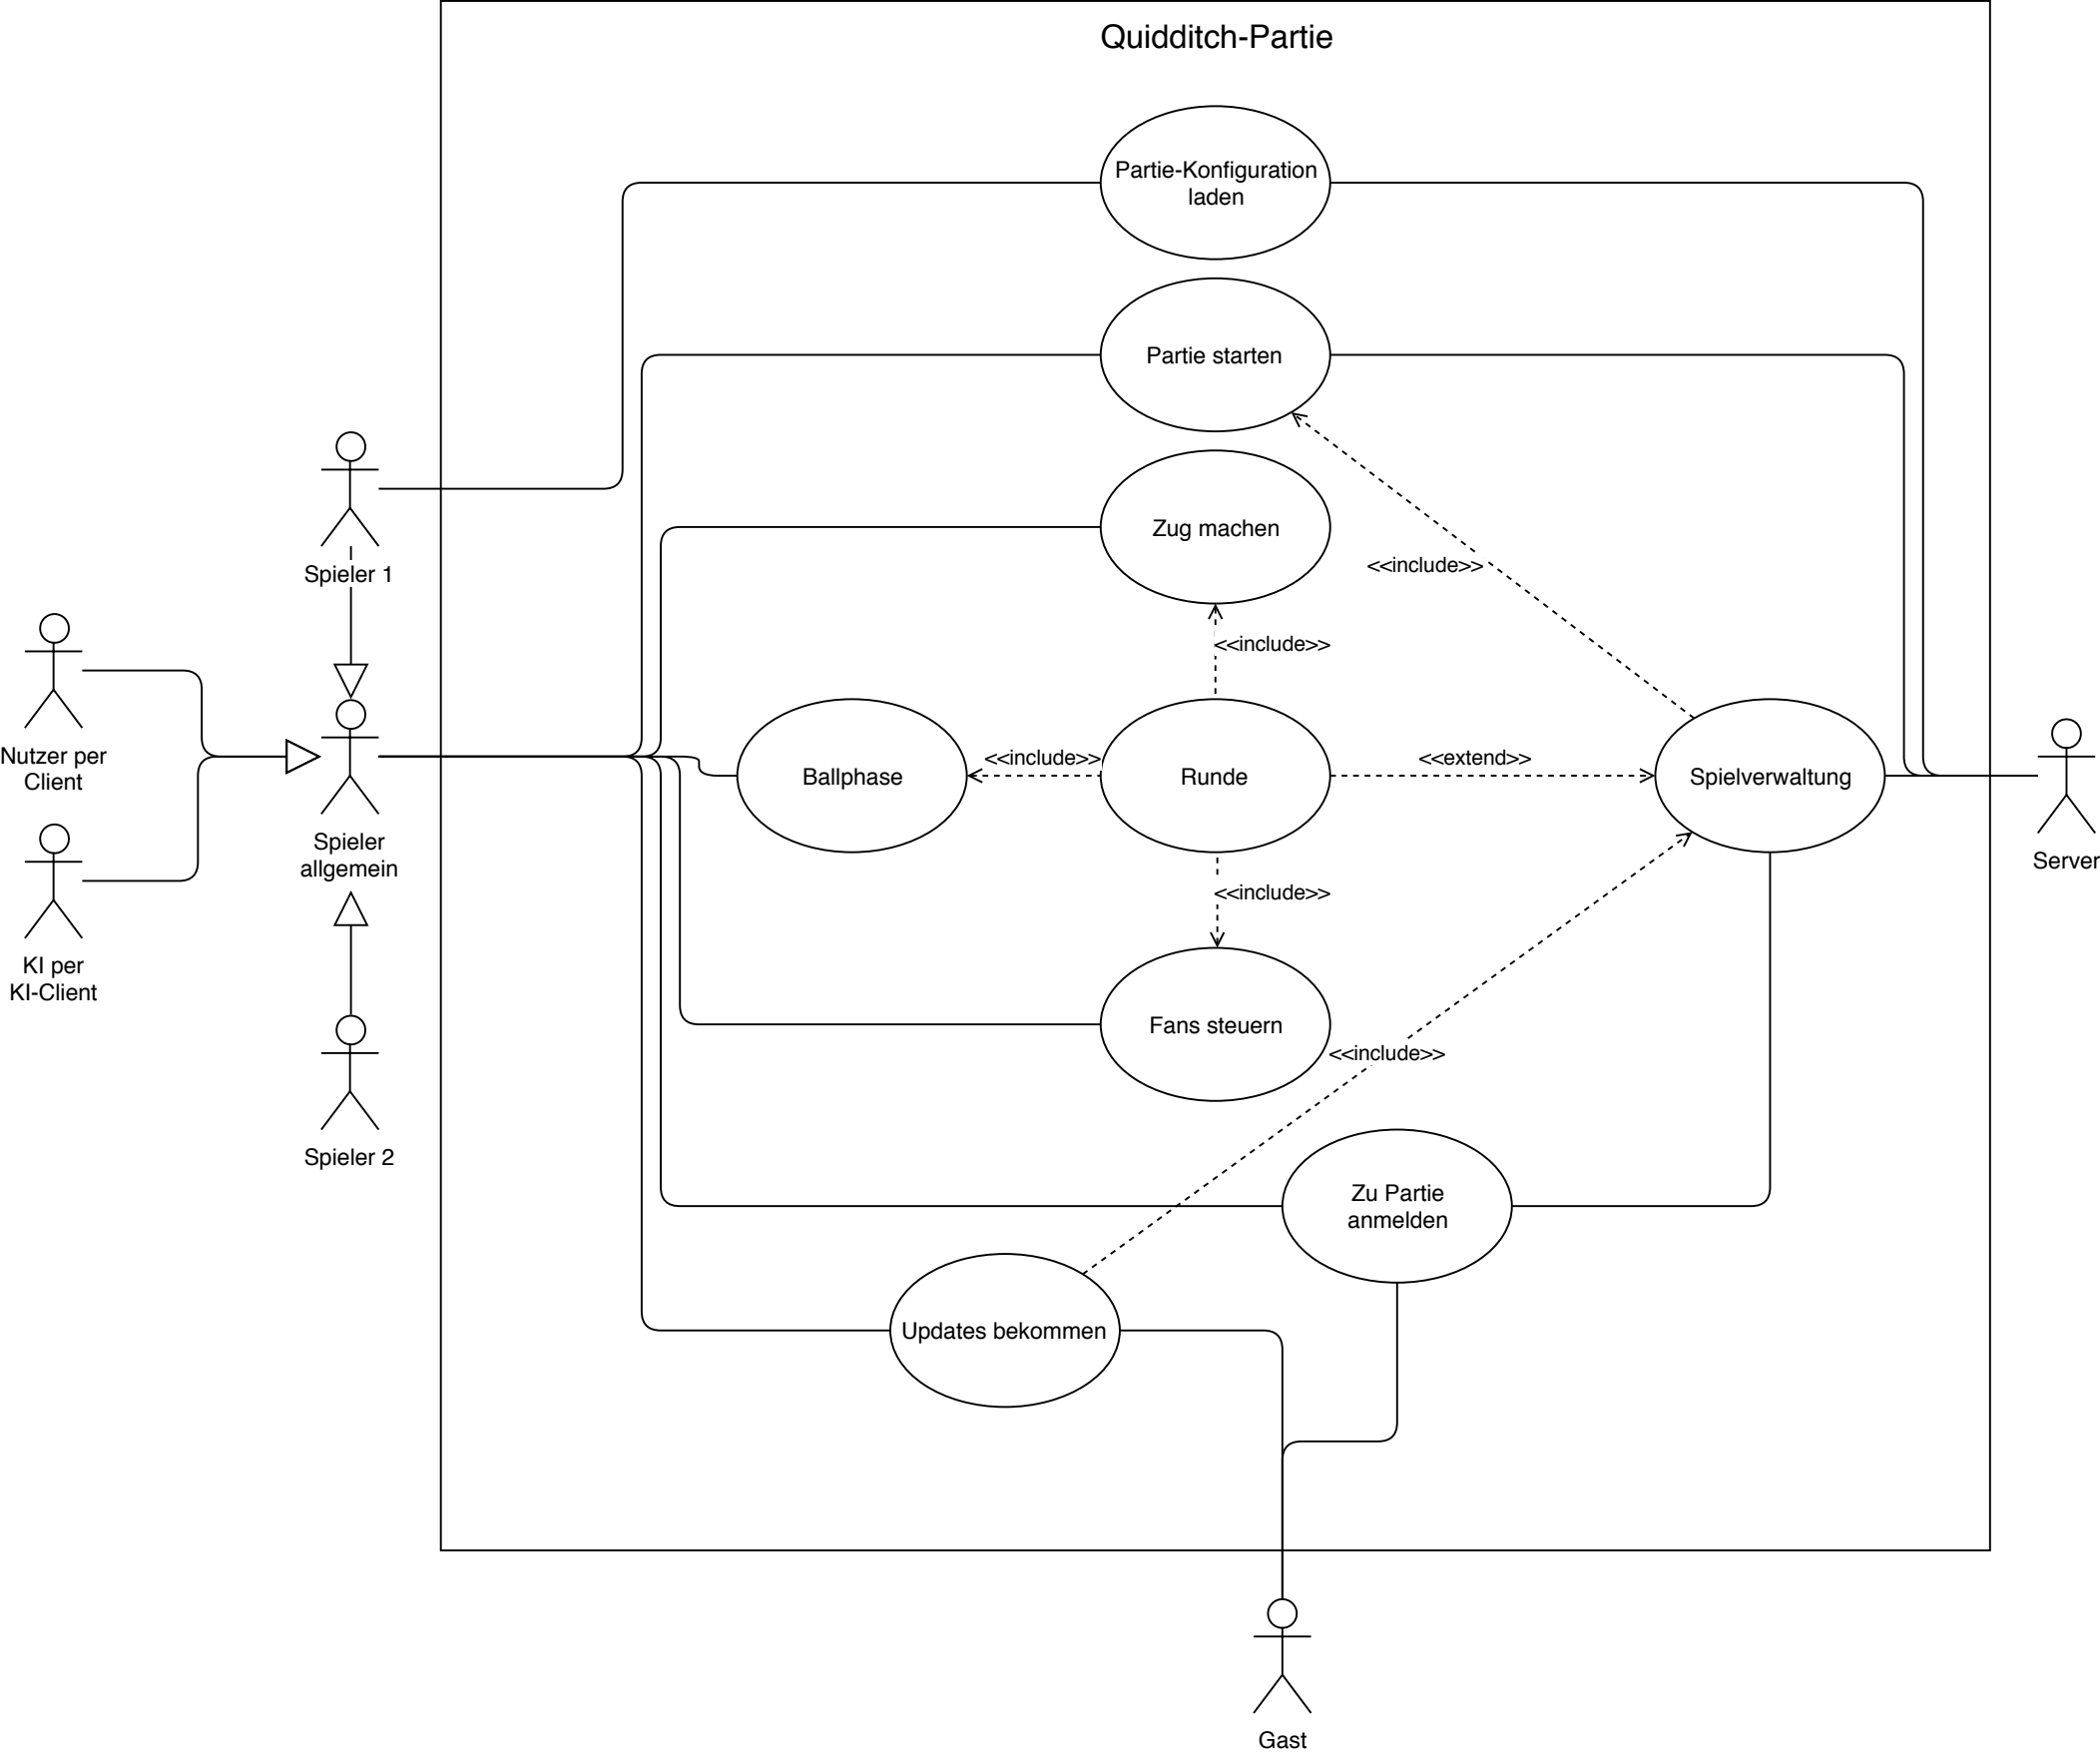 Quidditch-Partie
Partie-Konfiguration
laden
Partie starten
Zug machen
<<include>>
Spieler 1
<<include>>
Nutzer per
Client
<<include>>
<<extend>>
Ballphase
Runde
Spielverwaltung
Spieler
allgemein
Server
<<include>>
KI per
KI-Client
Fans steuern
<<include>>
Spieler 2
Zu Partie
anmelden
Updates bekommen
Gast